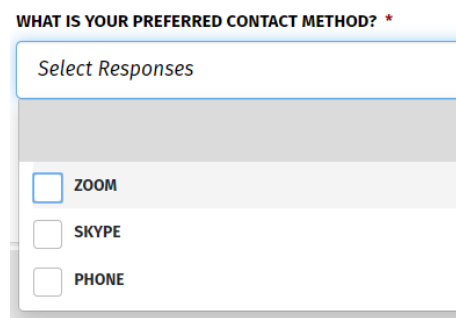 WHAT IS YOUR PREFERRED CONTACT METHOD? *
Select Responses
ZOOM
SKYPE
PHONE